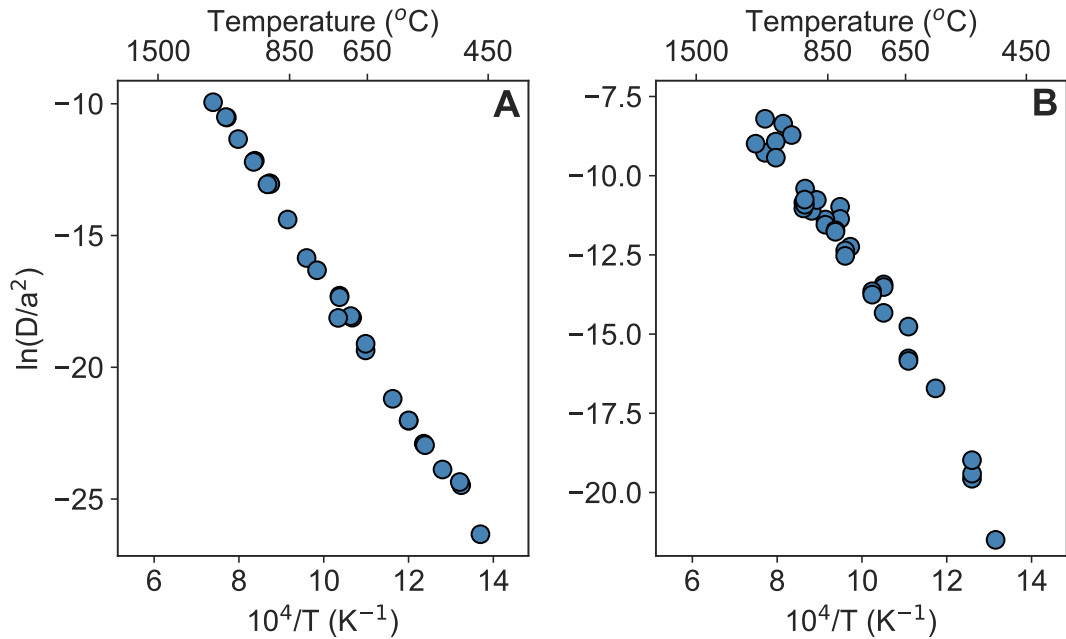 Temperature (°C)
1500 850 650 450
A
−10
−15
−20
−25
ln(D/a²)
6 8 10 12 14
10⁴/T (K⁻¹)
Temperature (°C)
1500 850 650 450
B
−7.5
−10.0
−12.5
−15.0
−17.5
−20.0
6 8 10 12 14
10⁴/T (K⁻¹)